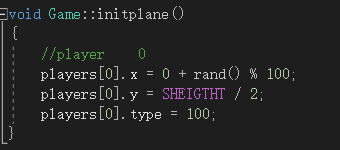 void Game::initplane()
{
//player 0
players[0].x = 0 + rand() % 100;
players[0].y = SHEIGTHT / 2;
players[0].type = 100;
}